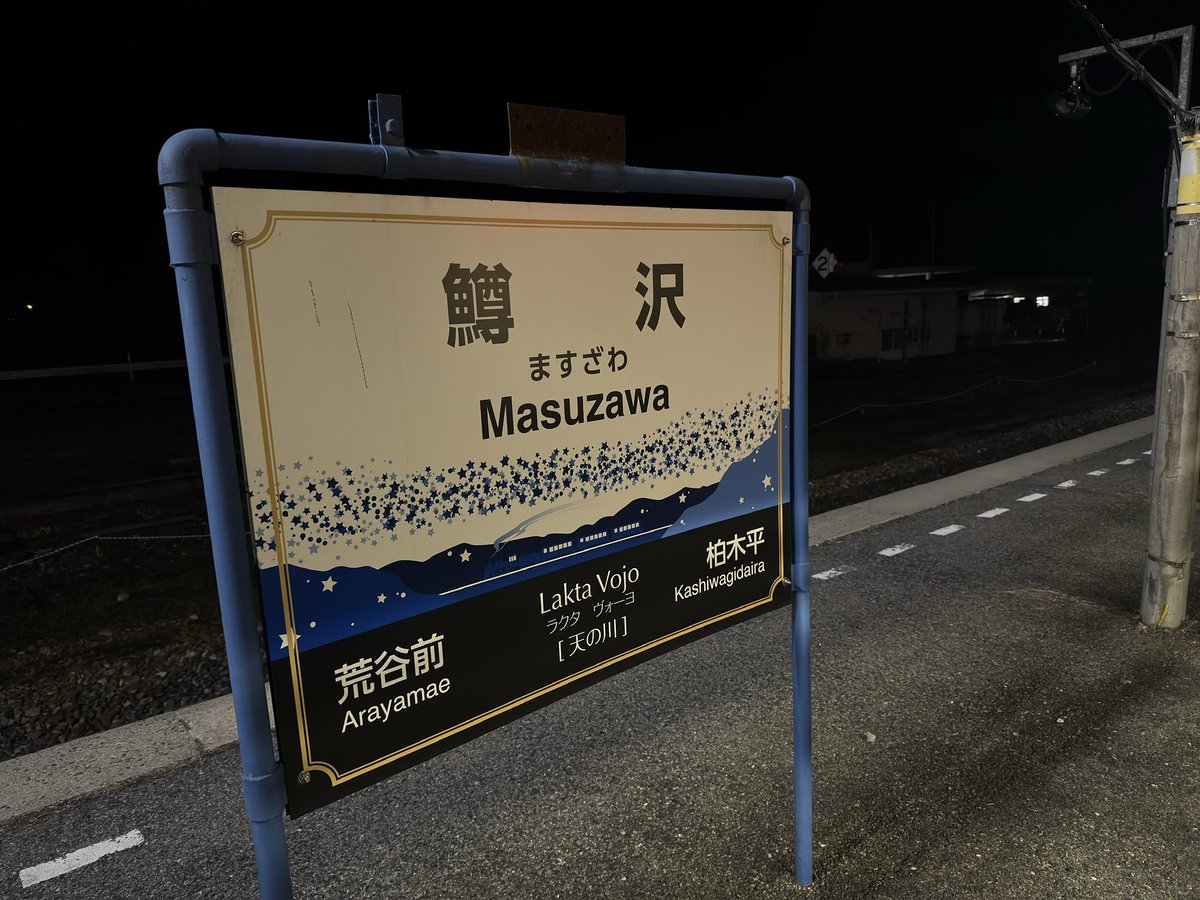 鱒沢
ますざわ
Masuzawa
Lakta Vojo
ラクタ ヴォーヨ
[ 天の川 ]
荒谷前
Arayamae
柏木平
Kashiwagidaira
2